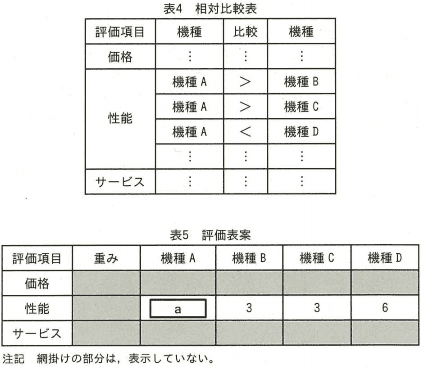 表4 相対比較表
評価項目 機種 比較 機種
価格 ⋮ ⋮ ⋮
性能 機種 A ＞ 機種 B
機種 A ＞ 機種 C
機種 A ＜ 機種 D
⋮ ⋮ ⋮
サービス ⋮ ⋮ ⋮
表5 評価表案
評価項目 重み 機種 A 機種 B 機種 C 機種 D
価格
性能 a 3 3 6
サービス
注記 網掛けの部分は，表示していない。